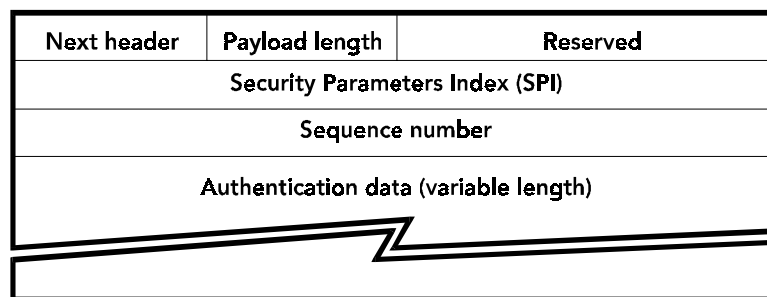 Next header Payload length Reserved
Security Parameters Index (SPI)
Sequence number
Authentication data (variable length)